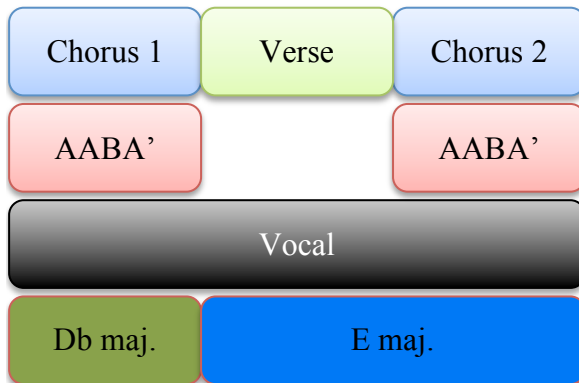 Chorus 1 Verse Chorus 2
AABA’ AABA’
Vocal
Db maj. E maj.